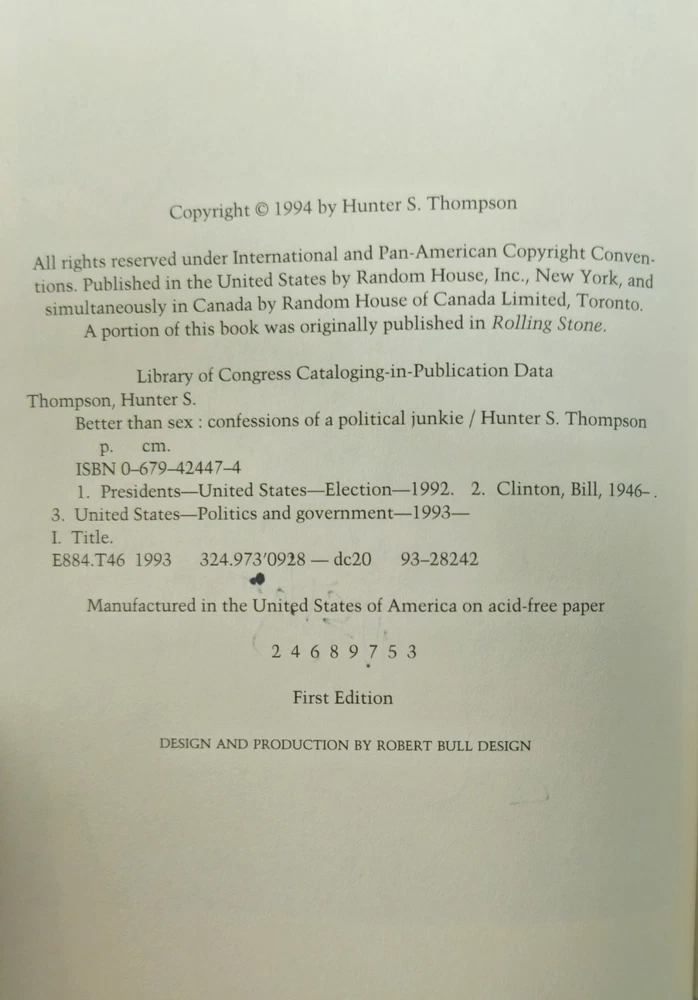 Copyright © 1994 by Hunter S. Thompson
All rights reserved under International and Pan-American Copyright Conven-
tions. Published in the United States by Random House, Inc., New York, and
simultaneously in Canada by Random House of Canada Limited, Toronto.
A portion of this book was originally published in Rolling Stone.
Library of Congress Cataloging-in-Publication Data
Thompson, Hunter S.
Better than sex : confessions of a political junkie / Hunter S. Thompson
p. cm.
ISBN 0–679–42447–4
1. Presidents—United States—Election—1992. 2. Clinton, Bill, 1946– .
3. United States—Politics and government—1993—
I. Title.
E884.T46 1993 324.973'0928 — dc20 93–28242
Manufactured in the United States of America on acid-free paper
2 4 6 8 9 7 5 3
First Edition
DESIGN AND PRODUCTION BY ROBERT BULL DESIGN